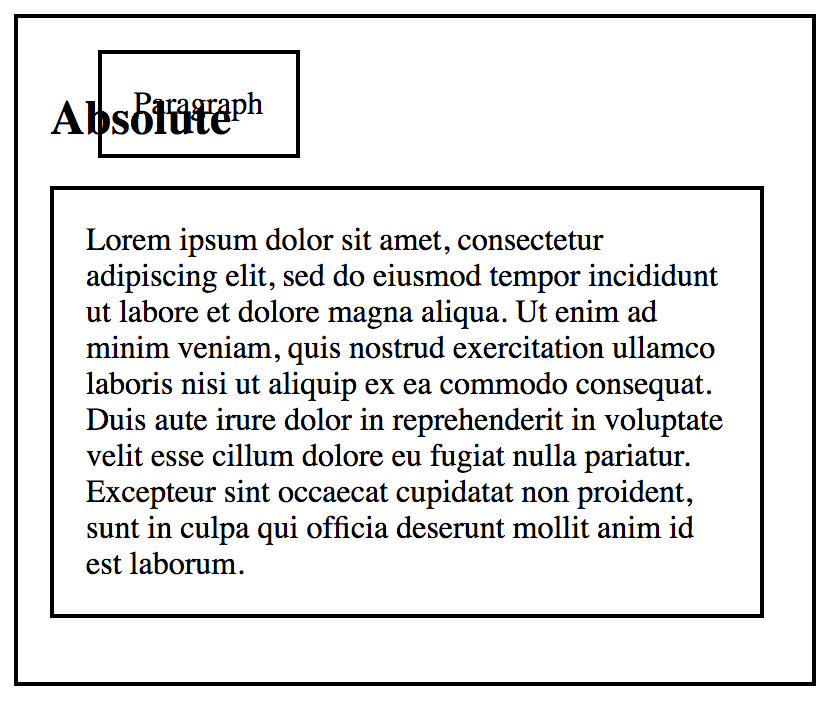 Paragraph
Absolute
Lorem ipsum dolor sit amet, consectetur
adipiscing elit, sed do eiusmod tempor incididunt
ut labore et dolore magna aliqua. Ut enim ad
minim veniam, quis nostrud exercitation ullamco
laboris nisi ut aliquip ex ea commodo consequat.
Duis aute irure dolor in reprehenderit in voluptate
velit esse cillum dolore eu fugiat nulla pariatur.
Excepteur sint occaecat cupidatat non proident,
sunt in culpa qui officia deserunt mollit anim id
est laborum.